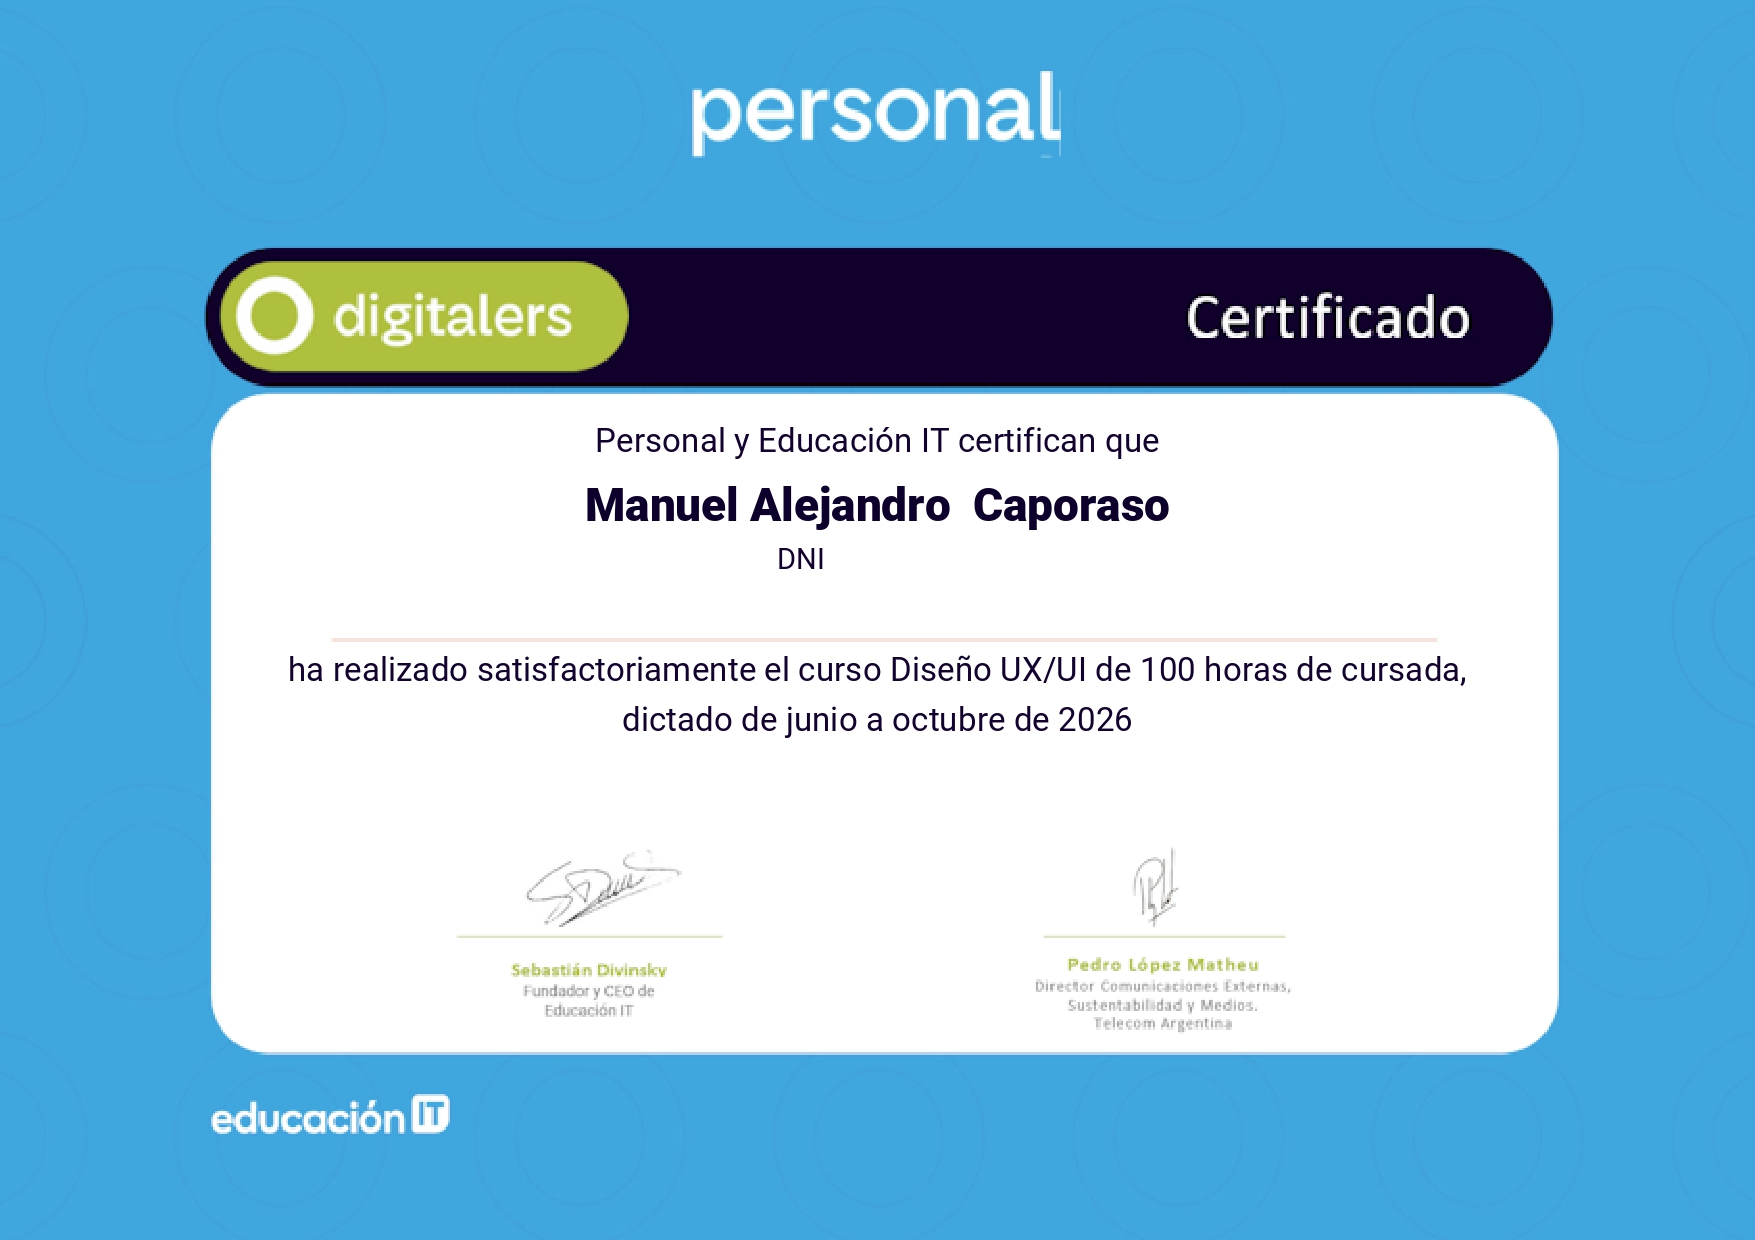 personal
digitalers
Certificado
Personal y Educación IT certifican que
Manuel Alejandro  Caporaso
DNI
ha realizado satisfactoriamente el curso Diseño UX/UI de 100 horas de cursada,
dictado de junio a octubre de 2026
Sebastián Divinsky
Fundador y CEO de
Educación IT
Pedro López Matheu
Director Comunicaciones Externas,
Sustentabilidad y Medios.
Telecom Argentina
educación IT